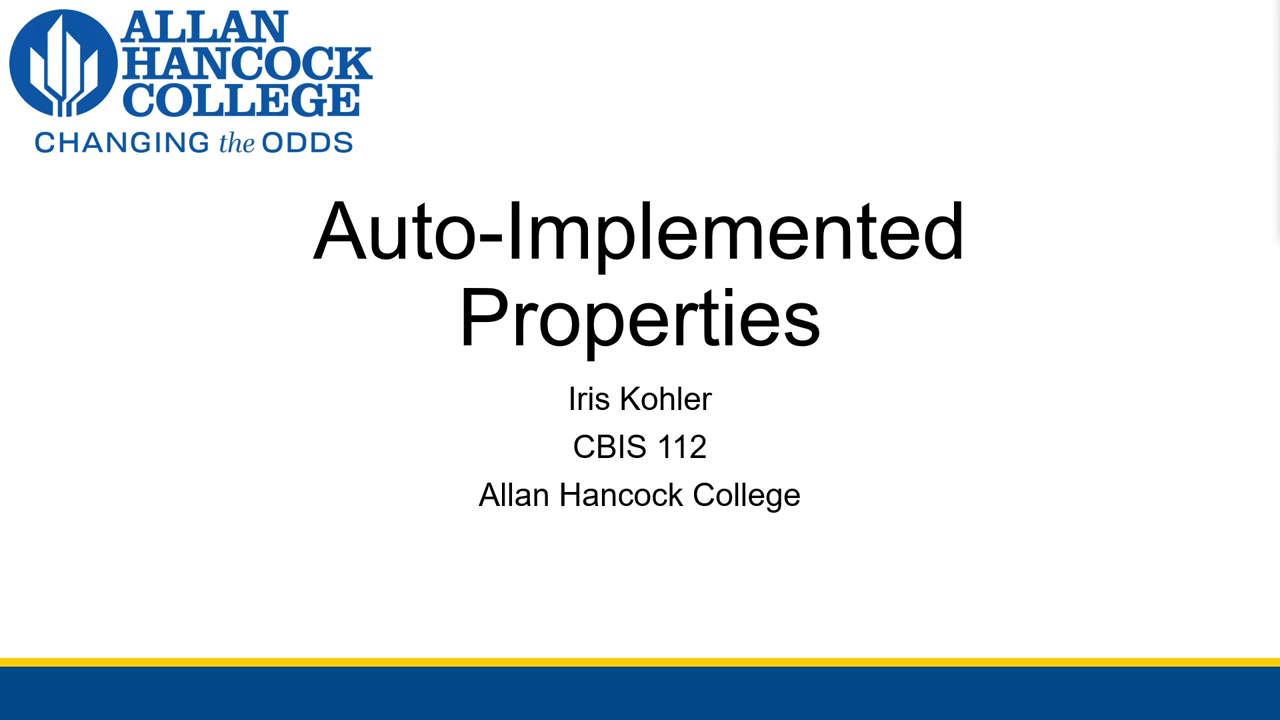 ALLAN
HANCOCK
COLLEGE
CHANGING the ODDS
Auto-Implemented
Properties
Iris Kohler
CBIS 112
Allan Hancock College